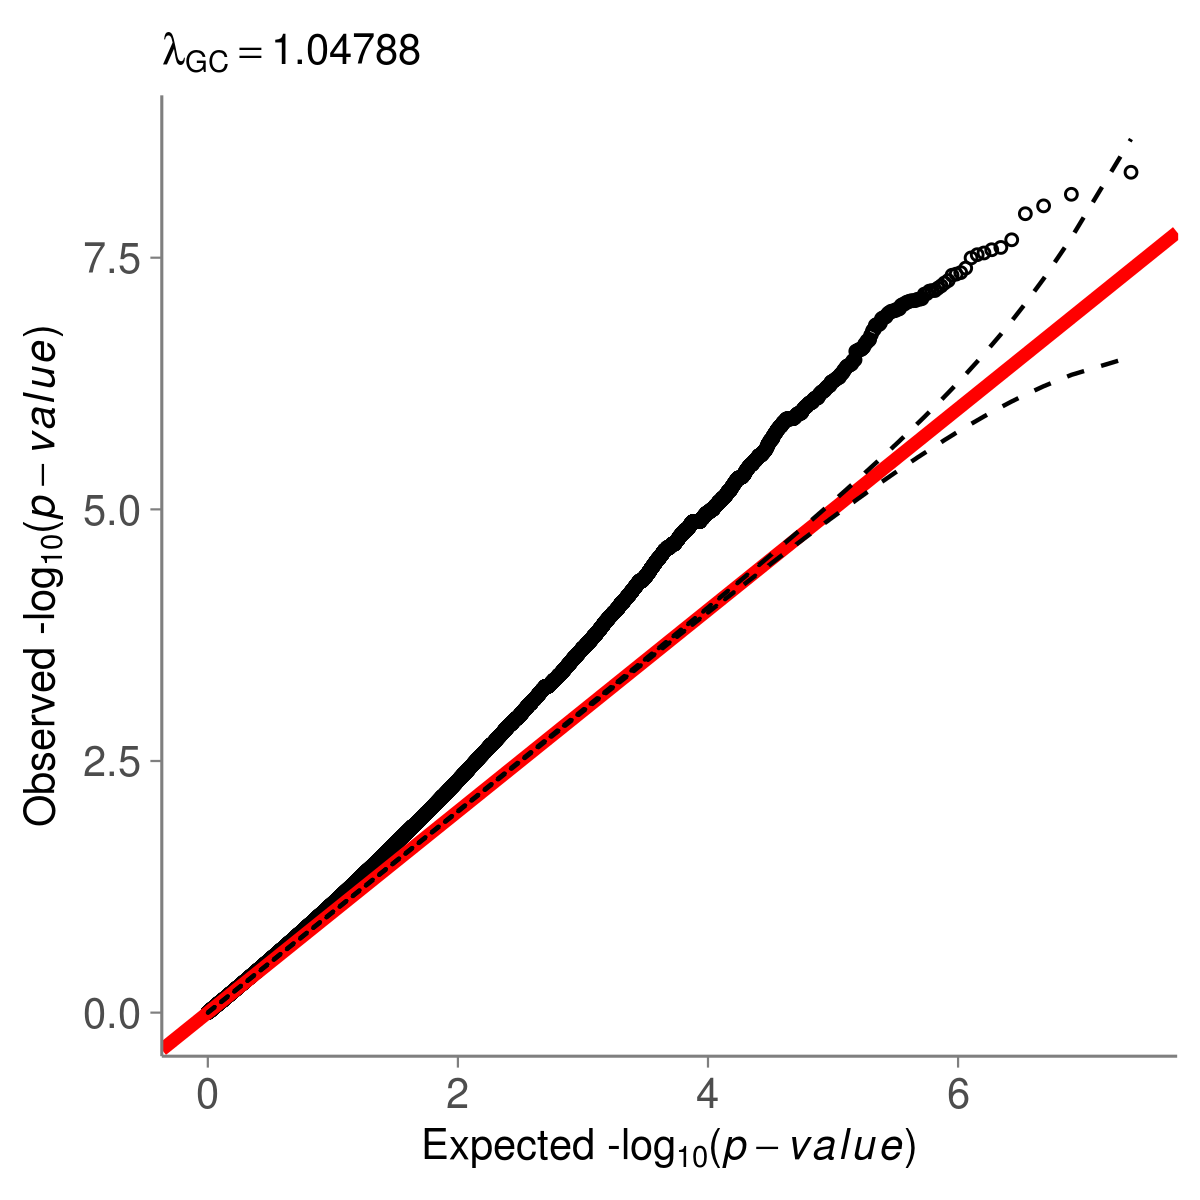 λGC = 1.04788
Observed -log10(p − value)
7.5
5.0
2.5
0.0
0 2 4 6
Expected -log10(p − value)